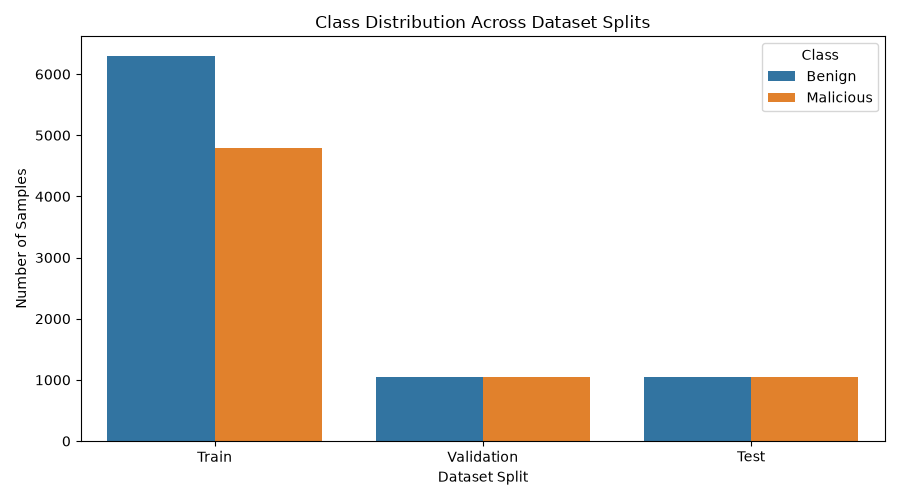 Class Distribution Across Dataset Splits
Number of Samples
6000
5000
4000
3000
2000
1000
0
Class
Benign
Malicious
Train
Validation
Test
Dataset Split